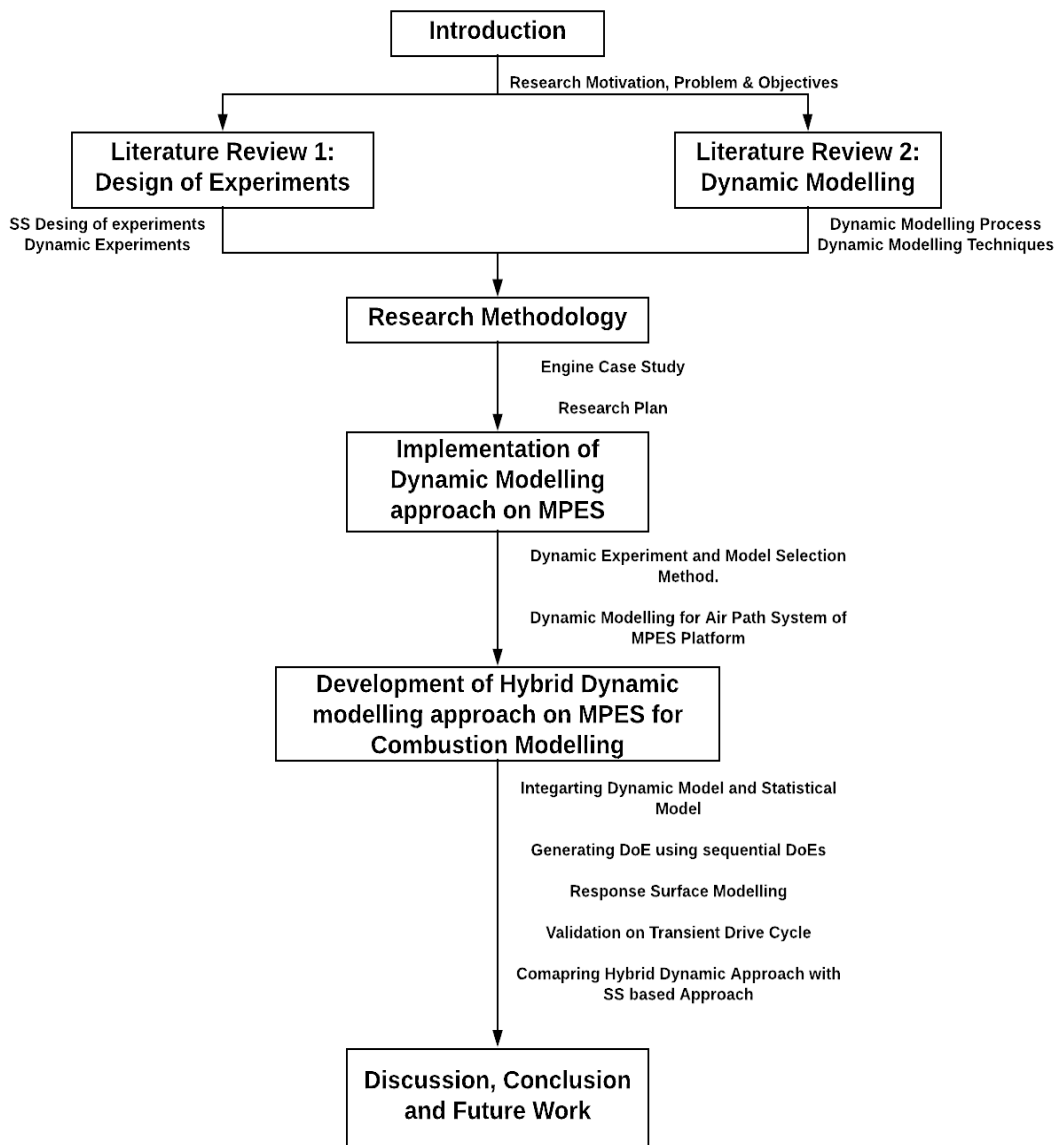 Introduction
Research Motivation, Problem & Objectives
Literature Review 1:
Design of Experiments
Literature Review 2:
Dynamic Modelling
SS Desing of experiments
Dynamic Experiments
Dynamic Modelling Process
Dynamic Modelling Techniques
Research Methodology
Engine Case Study
Research Plan
Implementation of
Dynamic Modelling
approach on MPES
Dynamic Experiment and Model Selection
Method.
Dynamic Modelling for Air Path System of
MPES Platform
Development of Hybrid Dynamic
modelling approach on MPES for
Combustion Modelling
Integarting Dynamic Model and Statistical
Model
Generating DoE using sequential DoEs
Response Surface Modelling
Validation on Transient Drive Cycle
Comapring Hybrid Dynamic Approach with
SS based Approach
Discussion, Conclusion
and Future Work